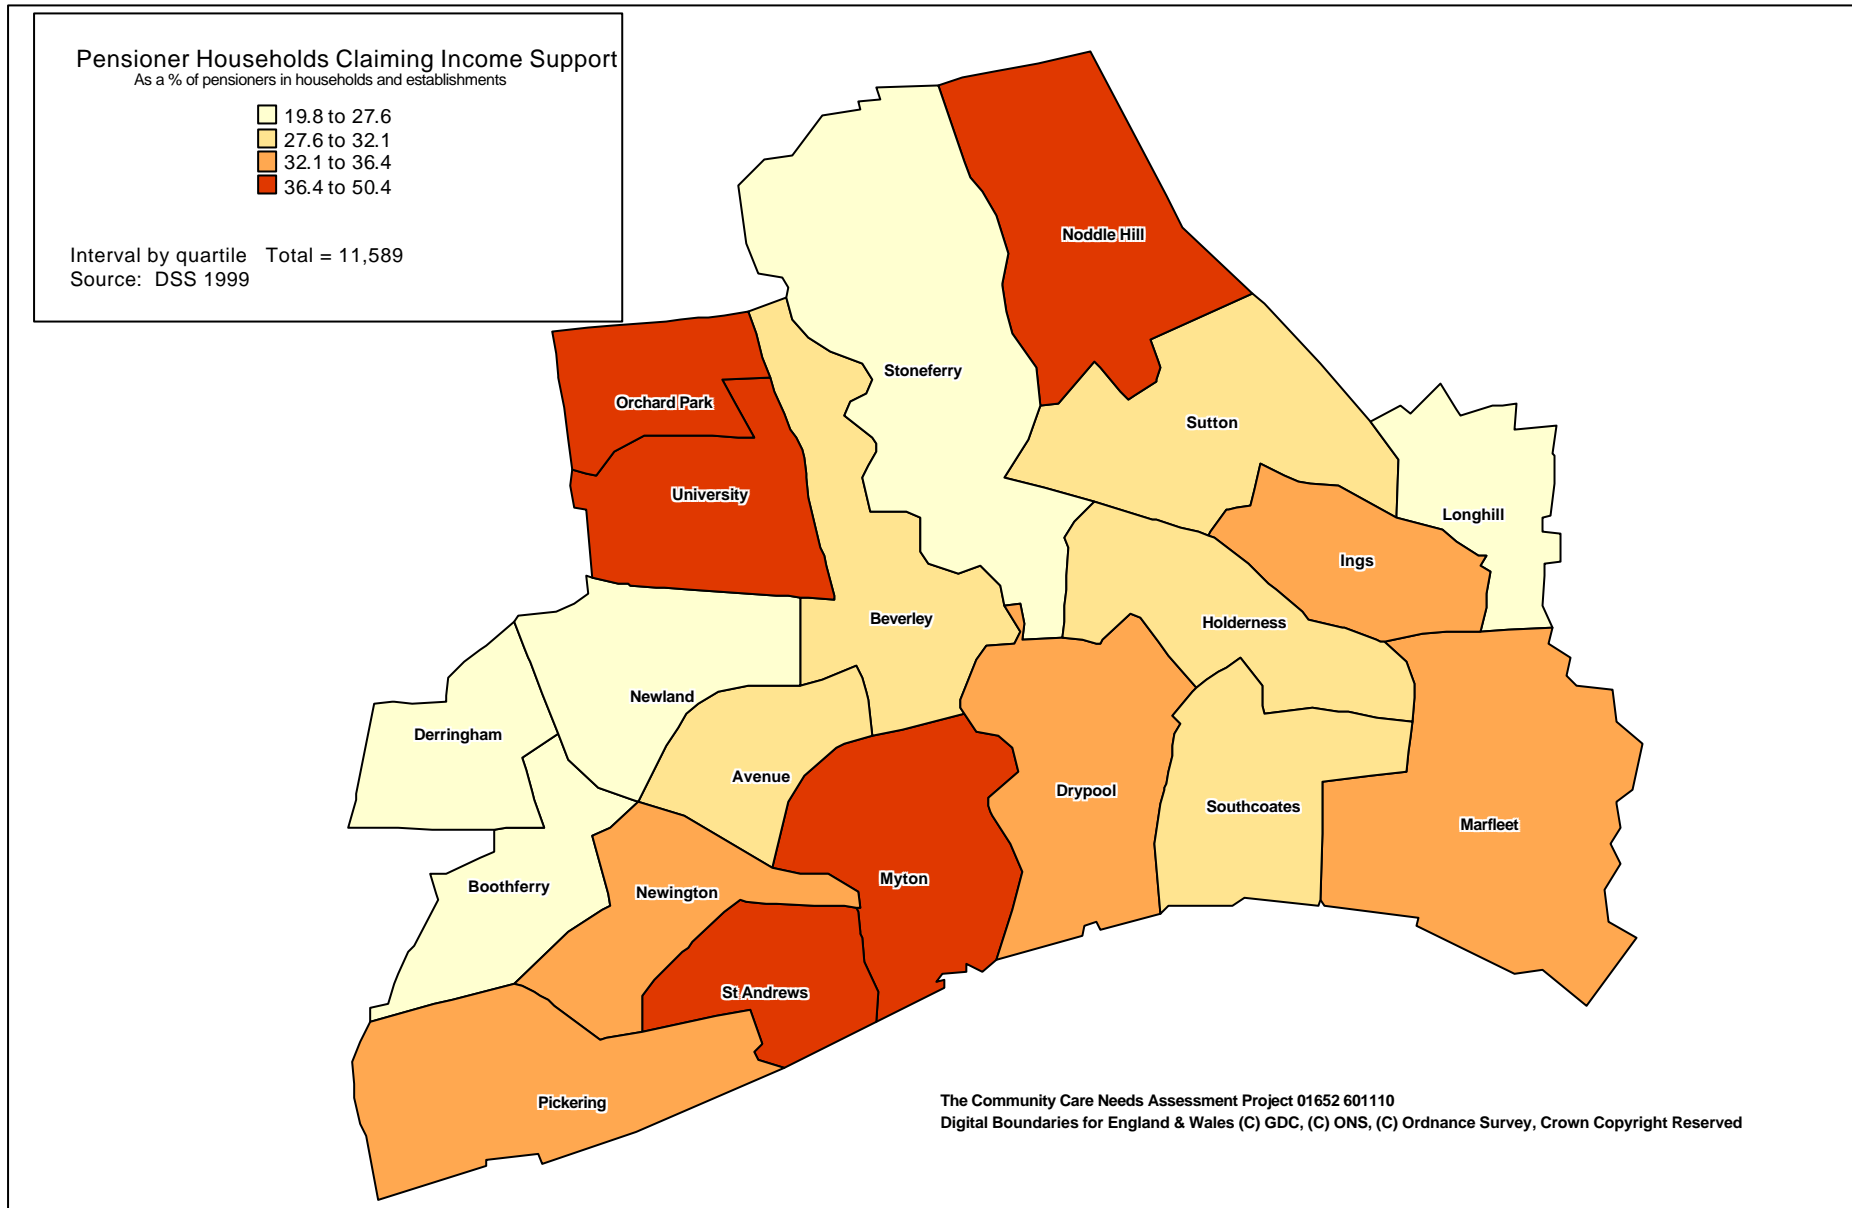 Pensioner Households Claiming Income Support
As a % of pensioners in households and establishments
19.8 to 27.6
27.6 to 32.1
32.1 to 36.4
36.4 to 50.4
Interval by quartile Total = 11,589
Source: DSS 1999
Noddle Hill
Stoneferry
Orchard Park
Sutton
University
Longhill
Ings
Beverley
Holderness
Newland
Derringham
Avenue
Drypool
Southcoates
Marfleet
Myton
Boothferry
Newington
St Andrews
Pickering
The Community Care Needs Assessment Project 01652 601110
Digital Boundaries for England & Wales (C) GDC, (C) ONS, (C) Ordnance Survey, Crown Copyright Reserved